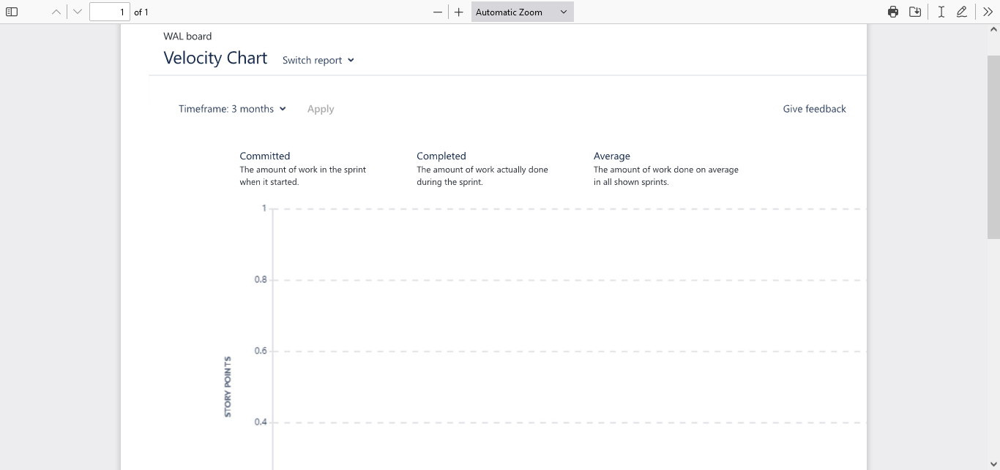 1 of 1
Automatic Zoom
WAL board
Velocity Chart Switch report
Timeframe: 3 months Apply Give feedback
Committed
The amount of work in the sprint
when it started.
Completed
The amount of work actually done
during the sprint.
Average
The amount of work done on average
in all shown sprints.
1
0.8
0.6
0.4
STORY POINTS